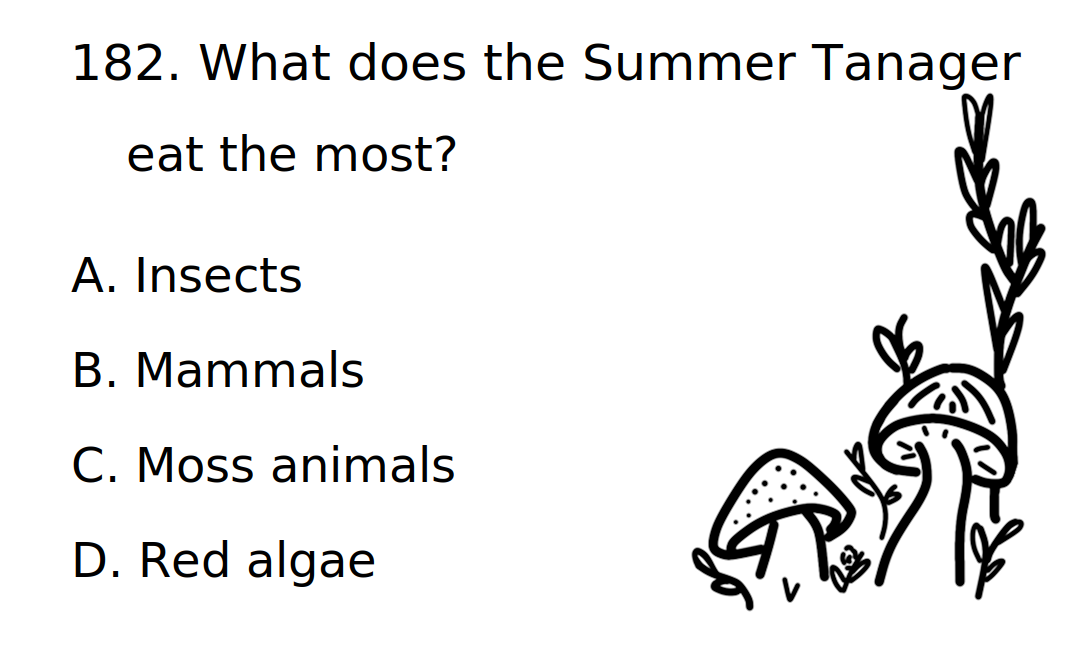 182. What does the Summer Tanager
eat the most?
A. Insects
B. Mammals
C. Moss animals
D. Red algae